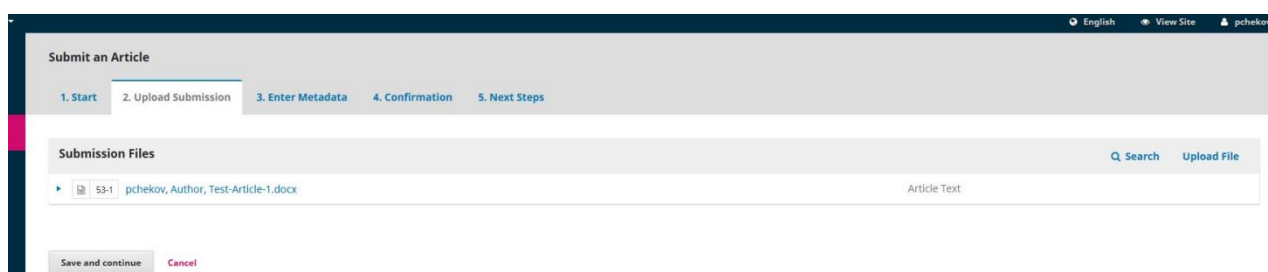 English View Site pchekov
Submit an Article
1. Start 2. Upload Submission 3. Enter Metadata 4. Confirmation 5. Next Steps
Submission Files Search Upload File
53-1 pchekov, Author, Test-Article-1.docx Article Text
Save and continue Cancel